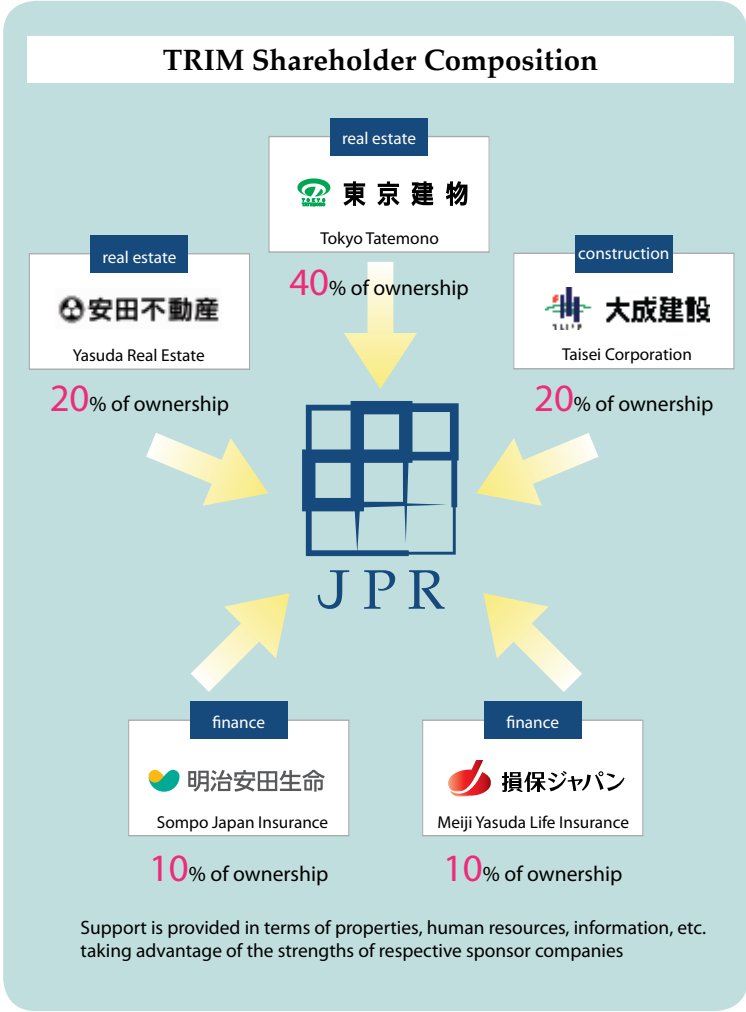 TRIM Shareholder Composition
real estate
TOKYO
TATEMONO
東京建物
Tokyo Tatemono
40% of ownership
real estate
安田不動産
Yasuda Real Estate
20% of ownership
construction
大成建設
Taisei Corporation
20% of ownership
JPR
finance
明治安田生命
Sompo Japan Insurance
10% of ownership
finance
損保ジャパン
Meiji Yasuda Life Insurance
10% of ownership
Support is provided in terms of properties, human resources, information, etc.
taking advantage of the strengths of respective sponsor companies